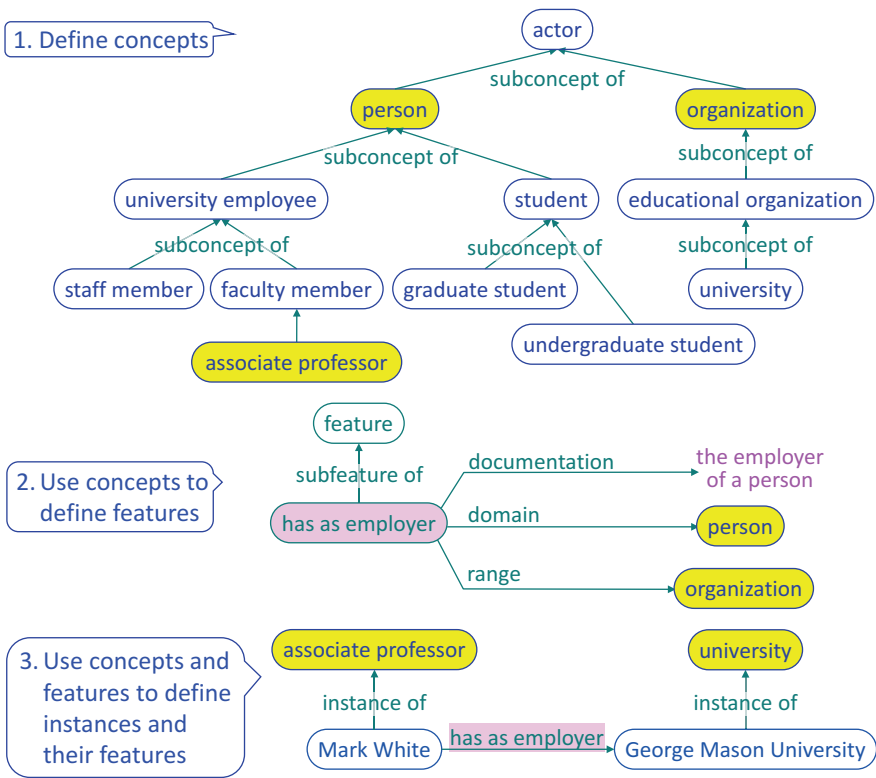 1. Define concepts
actor
subconcept of
person
organization
subconcept of
subconcept of
university employee
student
educational organization
subconcept of
subconcept of
subconcept of
staff member
faculty member
graduate student
university
undergraduate student
associate professor
feature
subfeature of
documentation
the employer
of a person
2. Use concepts to
define features
has as employer
domain
person
range
organization
3. Use concepts and
features to define
instances and
their features
associate professor
university
instance of
instance of
Mark White
has as employer
George Mason University